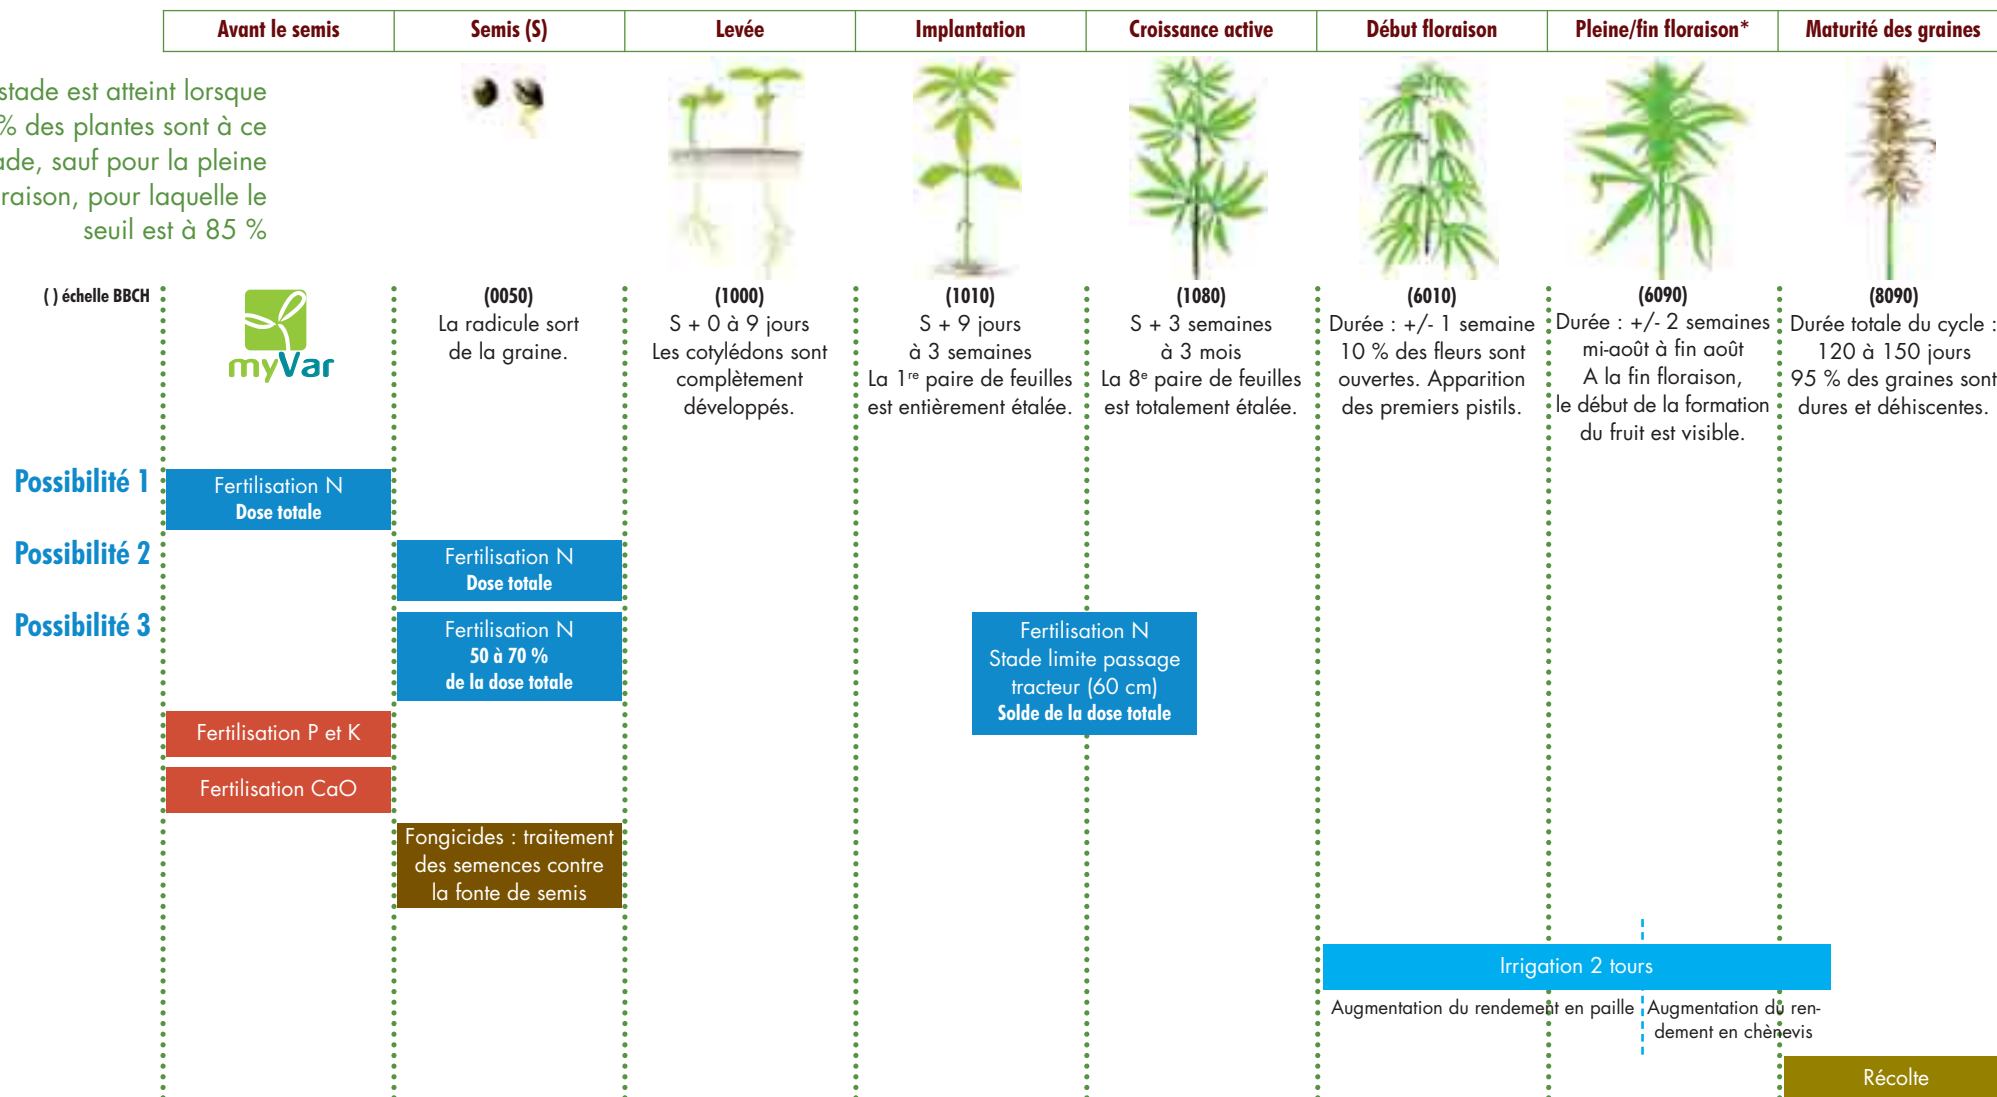 Avant le semis
Semis (S)
Levée
Implantation
Croissance active
Début floraison
Pleine/fin floraison*
Maturité des graines
stade est atteint lorsque
% des plantes sont à ce
ade, sauf pour la pleine
raison, pour laquelle le
seuil est à 85 %
( ) échelle BBCH
myVar
(0050)
La radicule sort
de la graine.
(1000)
S + 0 à 9 jours
Les cotylédons sont
complètement
développés.
(1010)
S + 9 jours
à 3 semaines
La 1re paire de feuilles
est entièrement étalée.
(1080)
S + 3 semaines
à 3 mois
La 8e paire de feuilles
est totalement étalée.
(6010)
Durée : +/- 1 semaine
10 % des fleurs sont
ouvertes. Apparition
des premiers pistils.
(6090)
Durée : +/- 2 semaines
mi-août à fin août
A la fin floraison,
le début de la formation
du fruit est visible.
(8090)
Durée totale du cycle :
120 à 150 jours
95 % des graines sont
dures et déhiscentes.
Possibilité 1
Fertilisation N
Dose totale
Possibilité 2
Fertilisation N
Dose totale
Possibilité 3
Fertilisation N
50 à 70 %
de la dose totale
Fertilisation N
Stade limite passage
tracteur (60 cm)
Solde de la dose totale
Fertilisation P et K
Fertilisation CaO
Fongicides : traitement
des semences contre
la fonte de semis
Irrigation 2 tours
Augmentation du rendement en paille
Augmentation du ren-
dement en chènevis
Récolte